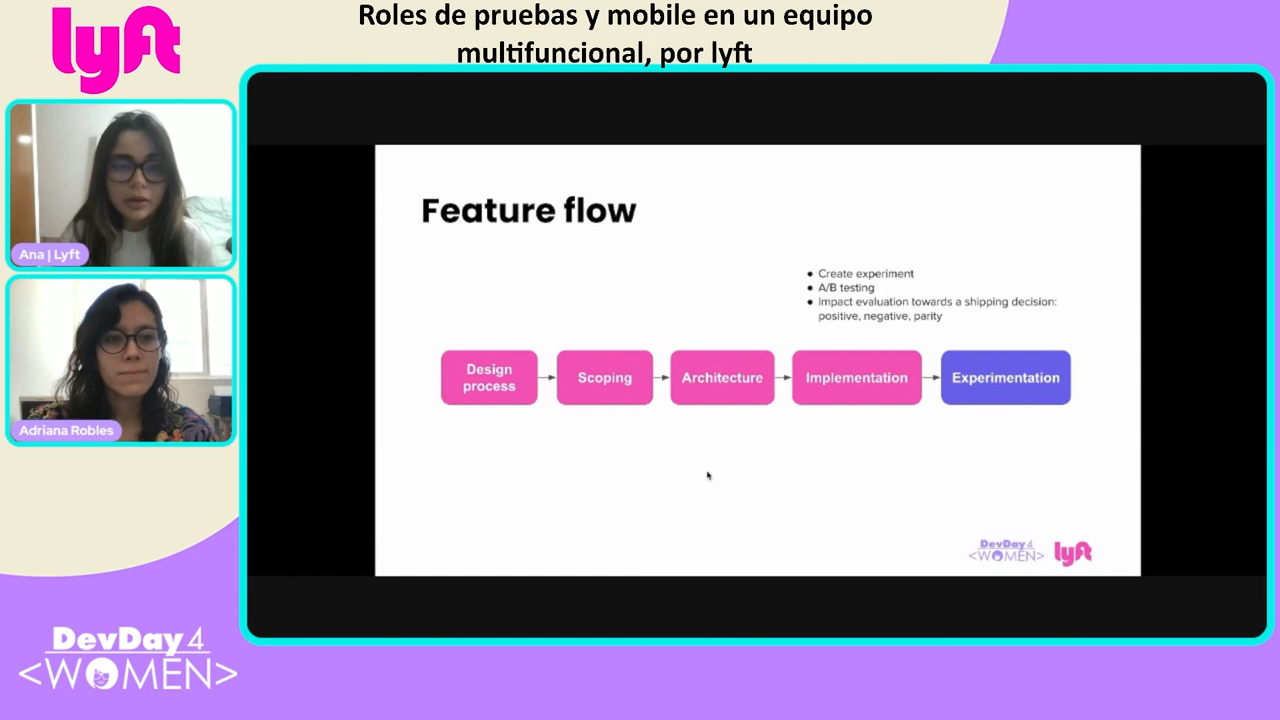 lyft
Roles de pruebas y mobile en un equipo
multifuncional, por lyft
Ana | Lyft
Adriana Robles
Feature flow
● Create experiment
● A/B testing
● Impact evaluation towards a shipping decision:
positive, negative, parity
Design
process
Scoping
Architecture
Implementation
Experimentation
DevDay4
<WOMEN>
lyft
DevDay4
<WOMEN>